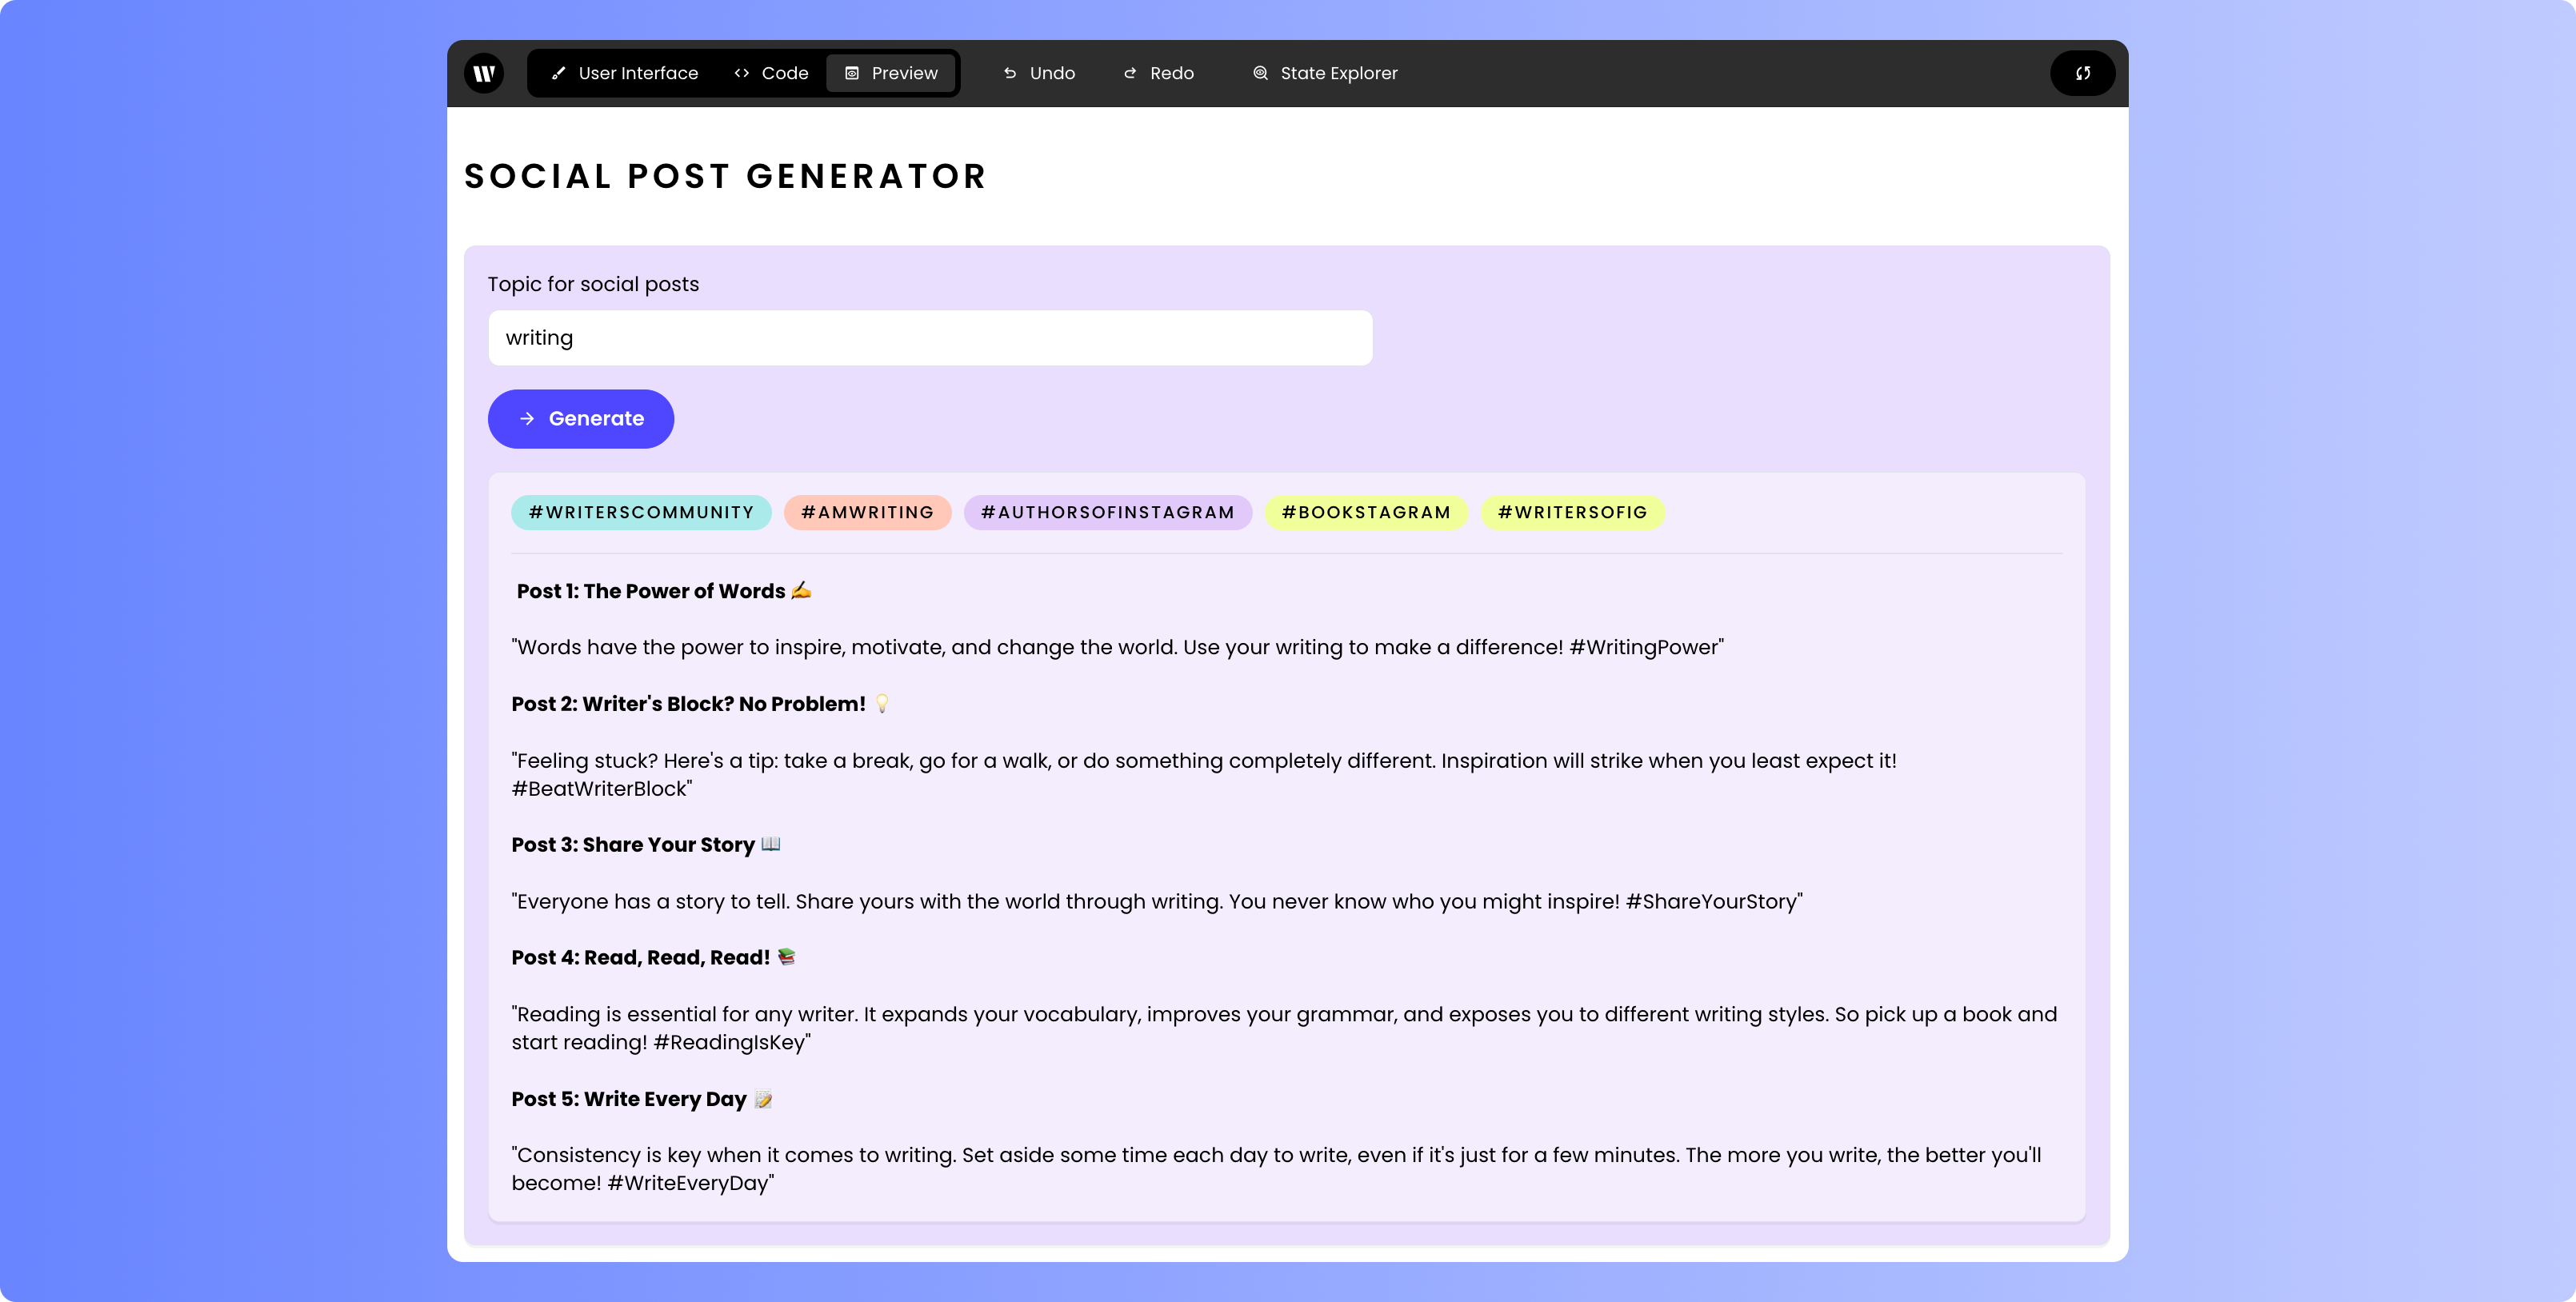 W User Interface Code Preview Undo Redo State Explorer
SOCIAL POST GENERATOR
Topic for social posts
writing
Generate
#WRITERSCOMMUNITY #AMWRITING #AUTHORSOFINSTAGRAM #BOOKSTAGRAM #WRITERSOFIG
Post 1: The Power of Words ✍️
"Words have the power to inspire, motivate, and change the world. Use your writing to make a difference! #WritingPower"
Post 2: Writer's Block? No Problem! 💡
"Feeling stuck? Here's a tip: take a break, go for a walk, or do something completely different. Inspiration will strike when you least expect it!
#BeatWriterBlock"
Post 3: Share Your Story 📖
"Everyone has a story to tell. Share yours with the world through writing. You never know who you might inspire! #ShareYourStory"
Post 4: Read, Read, Read! 📚
"Reading is essential for any writer. It expands your vocabulary, improves your grammar, and exposes you to different writing styles. So pick up a book and
start reading! #ReadingIsKey"
Post 5: Write Every Day 📝
"Consistency is key when it comes to writing. Set aside some time each day to write, even if it's just for a few minutes. The more you write, the better you'll
become! #WriteEveryDay"